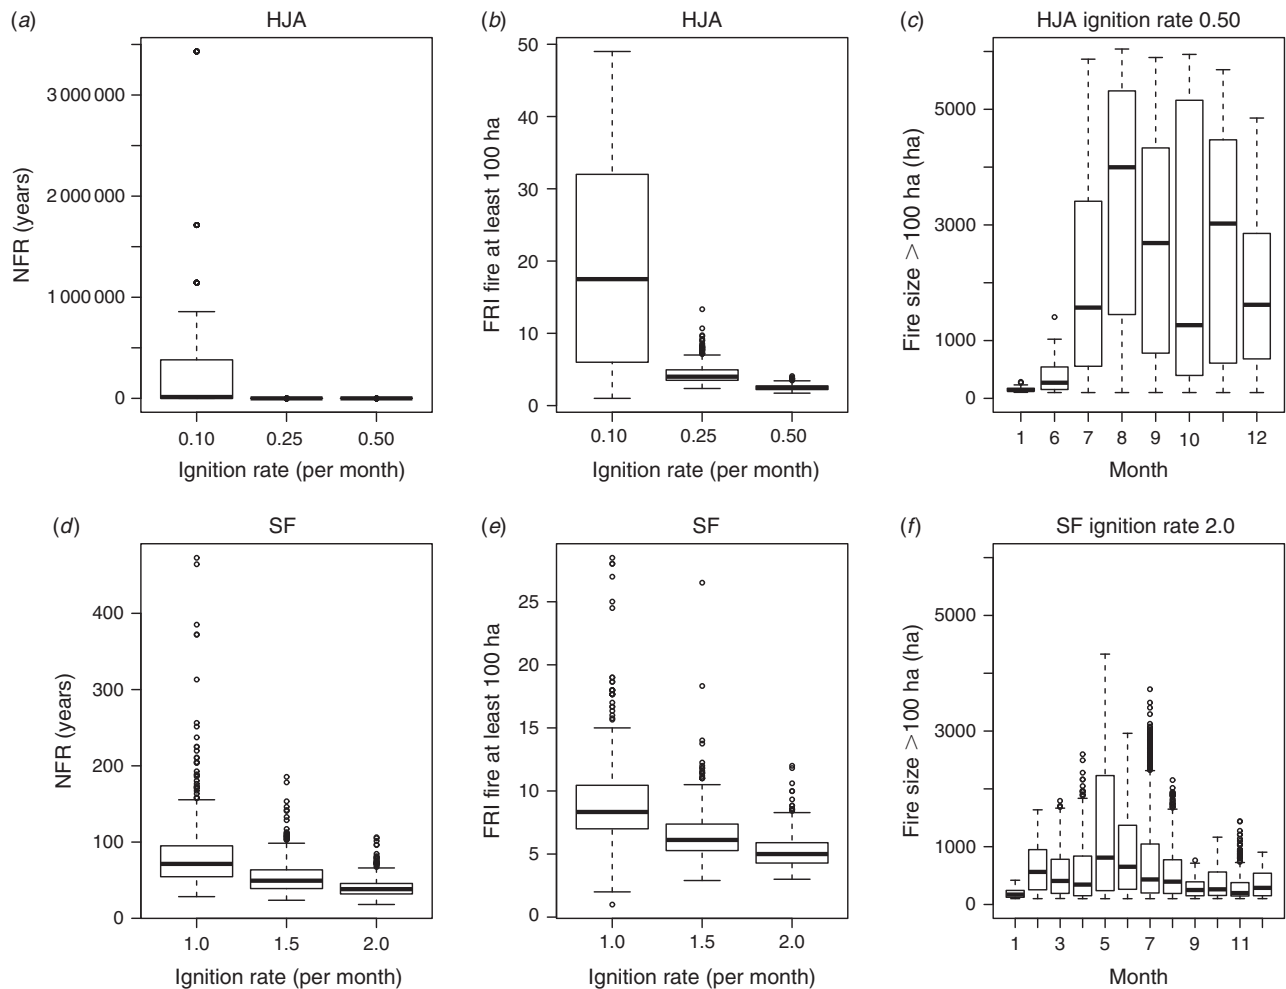 (a) HJA
NFR (years)
3 000 000
2 000 000
1 000 000
0
0.10 0.25 0.50
Ignition rate (per month)
(b) HJA
FRI fire at least 100 ha
50
40
30
20
10
0
0.10 0.25 0.50
Ignition rate (per month)
(c) HJA ignition rate 0.50
Fire size >100 ha (ha)
5000
3000
1000
0
1 6 7 8 9 10 12
Month
(d) SF
NFR (years)
400
300
200
100
0
1.0 1.5 2.0
Ignition rate (per month)
(e) SF
FRI fire at least 100 ha
25
20
15
10
5
0
1.0 1.5 2.0
Ignition rate (per month)
(f) SF ignition rate 2.0
Fire size >100 ha (ha)
5000
3000
1000
0
1 3 5 7 9 11
Month